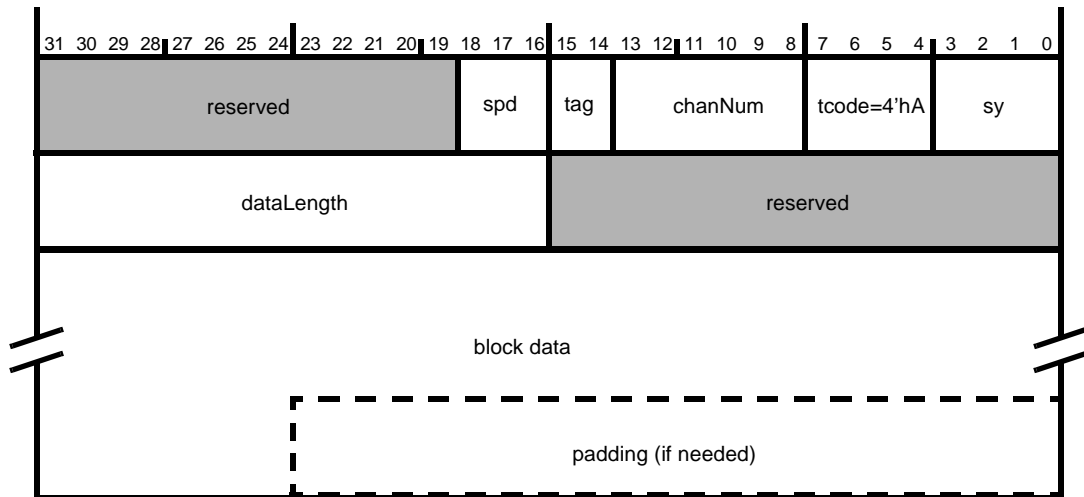 31 30 29 28 27 26 25 24 23 22 21 20 19 18 17 16 15 14 13 12 11 10 9 8 7 6 5 4 3 2 1 0
reserved spd tag chanNum tcode=4'hA sy
dataLength reserved
block data
padding (if needed)